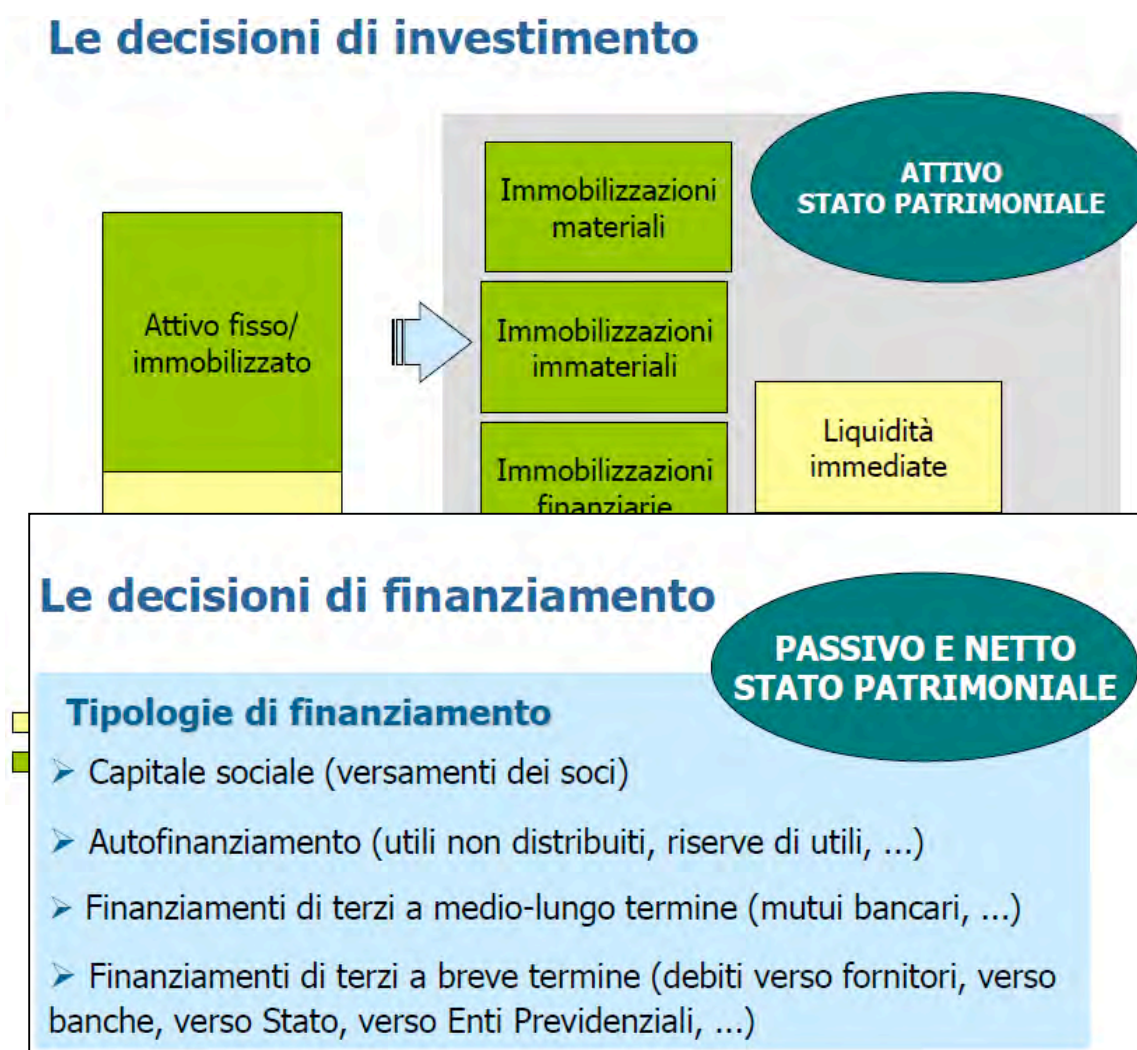 Le decisioni di investimento
ATTIVO
STATO PATRIMONIALE
Attivo fisso/
immobilizzato
Immobilizzazioni
materiali
Immobilizzazioni
immateriali
Immobilizzazioni
finanziarie
Liquidità
immediate
Le decisioni di finanziamento
PASSIVO E NETTO
STATO PATRIMONIALE
Tipologie di finanziamento
➢ Capitale sociale (versamenti dei soci)
➢ Autofinanziamento (utili non distribuiti, riserve di utili, ...)
➢ Finanziamenti di terzi a medio-lungo termine (mutui bancari, ...)
➢ Finanziamenti di terzi a breve termine (debiti verso fornitori, verso
banche, verso Stato, verso Enti Previdenziali, ...)